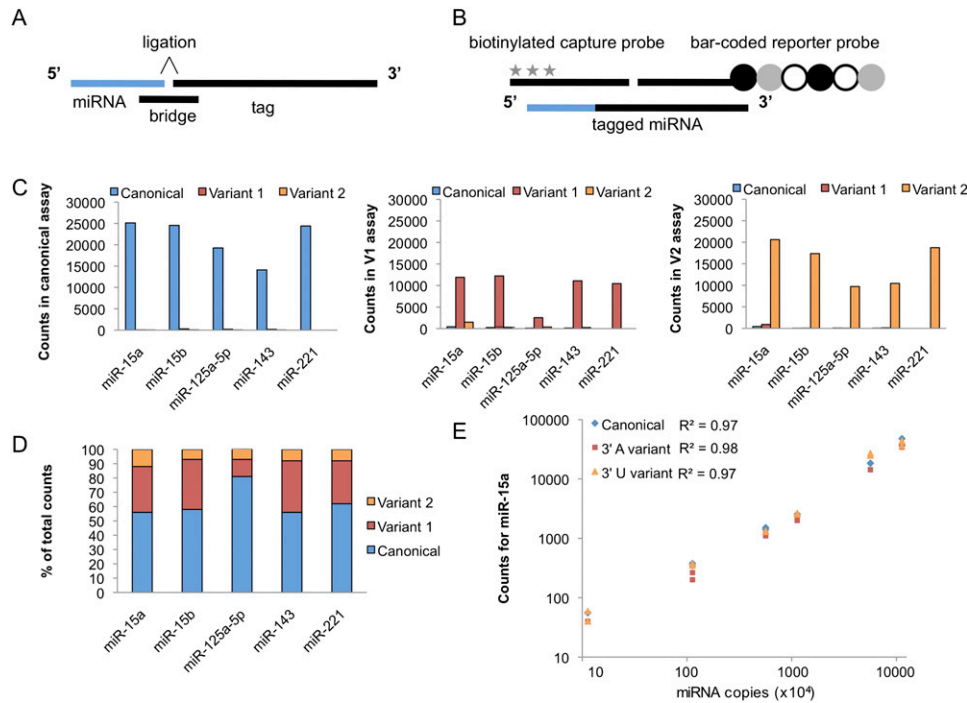 A
ligation
5'
3'
miRNA
bridge
tag
B
biotinylated capture probe
bar-coded reporter probe
5'
3'
tagged miRNA
C
Canonical Variant 1 Variant 2
Counts in canonical assay
30000
25000
20000
15000
10000
5000
0
miR-15a
miR-15b
miR-125a-5p
miR-143
miR-221
Canonical Variant 1 Variant 2
Counts in V1 assay
30000
25000
20000
15000
10000
5000
0
miR-15a
miR-15b
miR-125a-5p
miR-143
miR-221
Canonical Variant 1 Variant 2
Counts in V2 assay
30000
25000
20000
15000
10000
5000
0
miR-15a
miR-15b
miR-125a-5p
miR-143
miR-221
D
% of total counts
100
90
80
70
60
50
40
30
20
10
0
miR-15a
miR-15b
miR-125a-5p
miR-143
miR-221
Variant 2
Variant 1
Canonical
E
Counts for miR-15a
100000
10000
1000
100
10
Canonical R² = 0.97
3' A variant R² = 0.98
3' U variant R² = 0.97
10 100 1000 10000
miRNA copies (x10⁴)